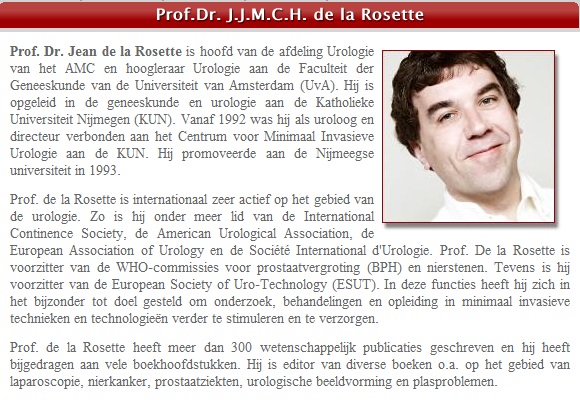 Prof.Dr. J.J.M.C.H. de la Rosette
Prof. Dr. Jean de la Rosette is hoofd van de afdeling Urologie
van het AMC en hoogleraar Urologie aan de Faculteit der
Geneeskunde van de Universiteit van Amsterdam (UvA). Hij is
opgeleid in de geneeskunde en urologie aan de Katholieke
Universiteit Nijmegen (KUN). Vanaf 1992 was hij als uroloog en
directeur verbonden aan het Centrum voor Minimaal Invasieve
Urologie aan de KUN. Hij promoveerde aan de Nijmeegse
universiteit in 1993.
Prof. de la Rosette is internationaal zeer actief op het gebied van
de urologie. Zo is hij onder meer lid van de International
Continence Society, de American Urological Association, de
European Association of Urology en de Société International d'Urologie. Prof. De la Rosette is
voorzitter van de WHO-commissies voor prostaatvergroting (BPH) en nierstenen. Tevens is hij
voorzitter van de European Society of Uro-Technology (ESUT). In deze functies heeft hij zich in
het bijzonder tot doel gesteld om onderzoek, behandelingen en opleiding in minimaal invasieve
technieken en technologieën verder te stimuleren en te verzorgen.
Prof. de la Rosette heeft meer dan 300 wetenschappelijk publicaties geschreven en hij heeft
bijgedragen aan vele boekhoofdstukken. Hij is editor van diverse boeken o.a. op het gebied van
laparoscopie, nierkanker, prostaatziekten, urologische beeldvorming en plasproblemen.